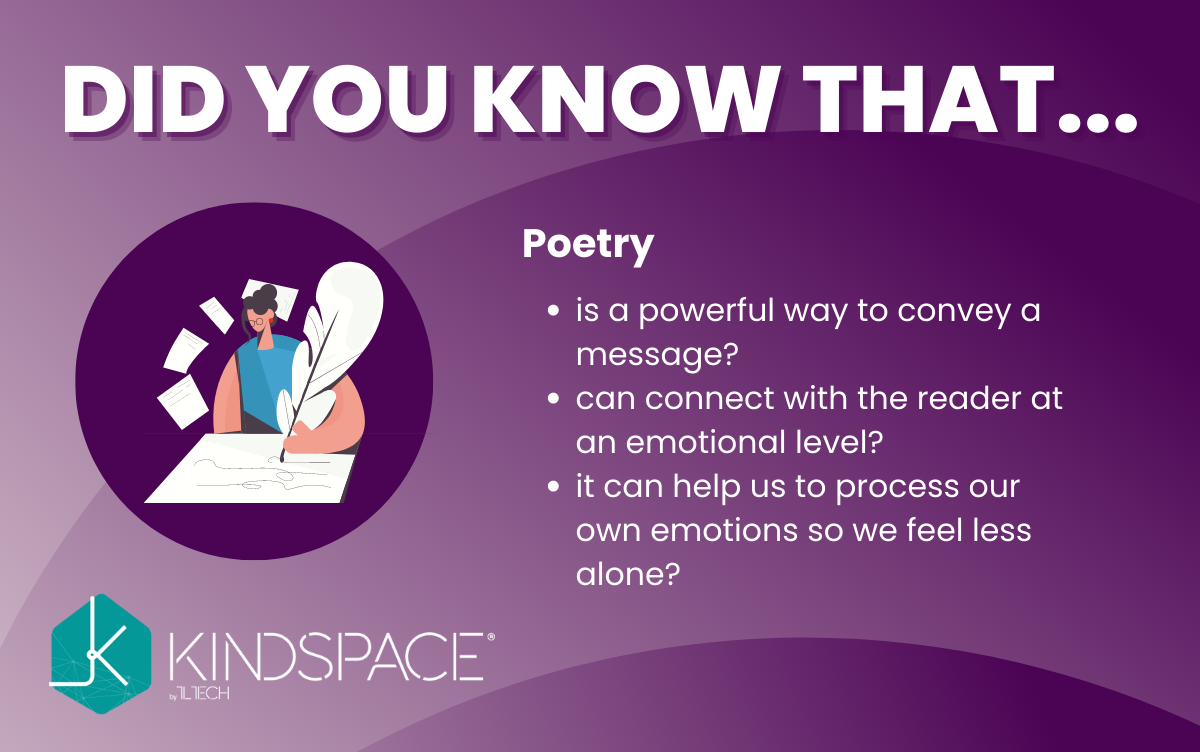 DID YOU KNOW THAT...
Poetry
• is a powerful way to convey a
message?
• can connect with the reader at
an emotional level?
• it can help us to process our
own emotions so we feel less
alone?
KINDSPACE®
by TLTECH